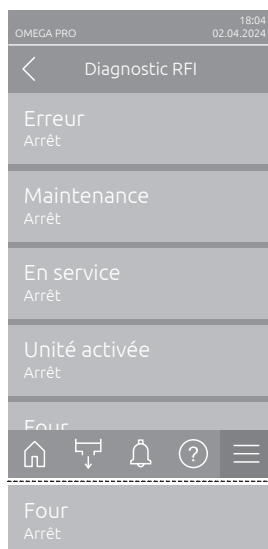 18:04
OMEGA PRO 02.04.2024
Diagnostic RFI
Erreur
Arrêt
Maintenance
Arrêt
En service
Arrêt
Unité activée
Arrêt
Four
?
Four
Arrêt